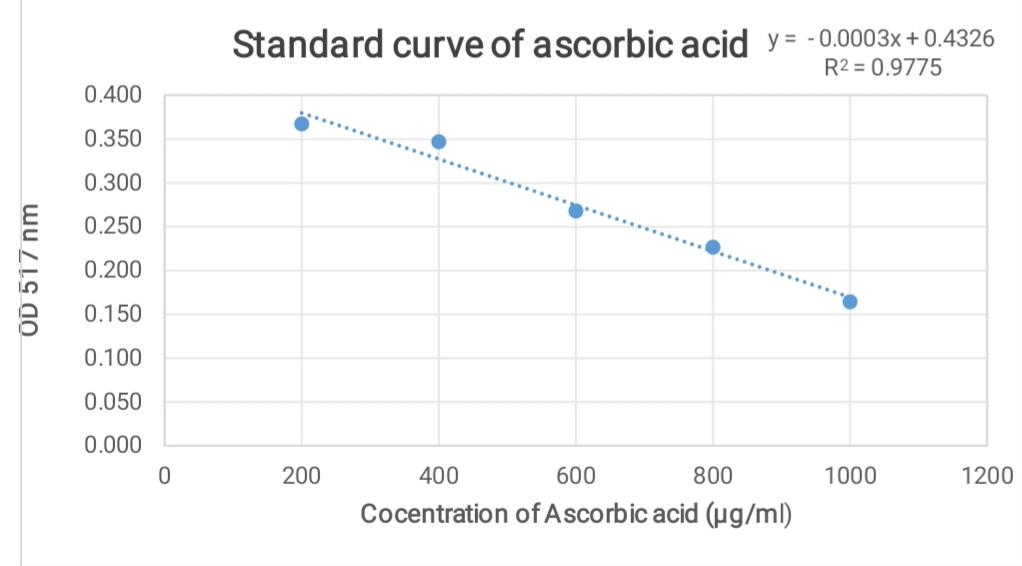 Standard curve of ascorbic acid
y = -0.0003x + 0.4326
R² = 0.9775
0.400
0.350
0.300
0.250
0.200
0.150
0.100
0.050
0.000
OD 517 nm
0 200 400 600 800 1000 1200
Cocentration of Ascorbic acid (µg/ml)